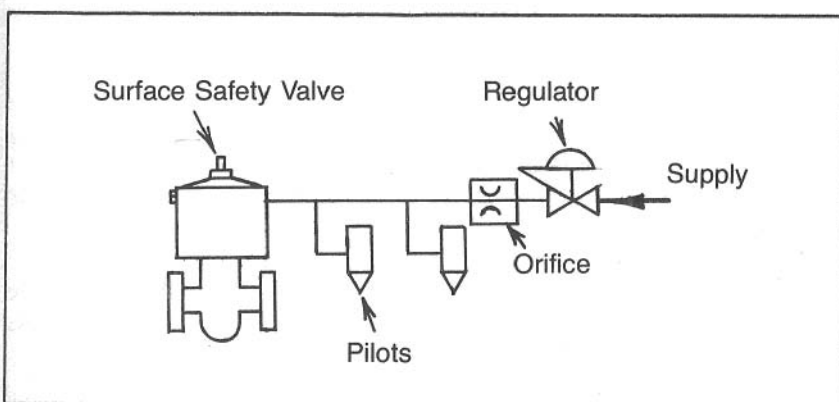 Surface Safety Valve
Regulator
Supply
Orifice
Pilots